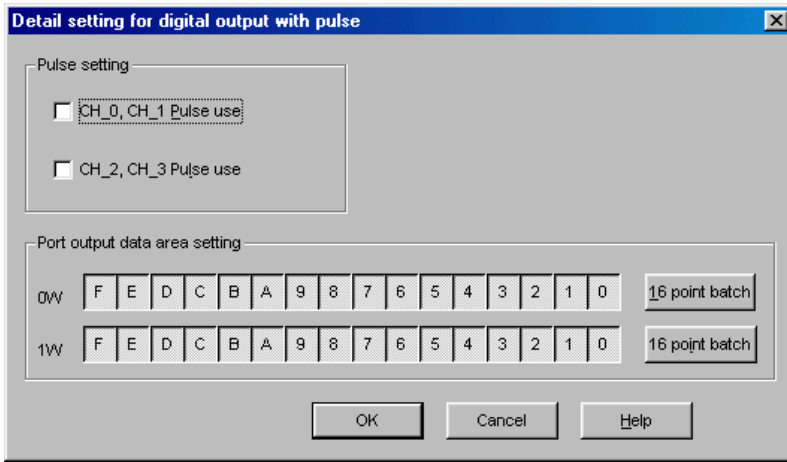 Detail setting for digital output with pulse
Pulse setting
CH_0, CH_1 Pulse use
CH_2, CH_3 Pulse use
Port output data area setting
0W F E D C B A 9 8 7 6 5 4 3 2 1 0 16 point batch
1W F E D C B A 9 8 7 6 5 4 3 2 1 0 16 point batch
OK Cancel Help